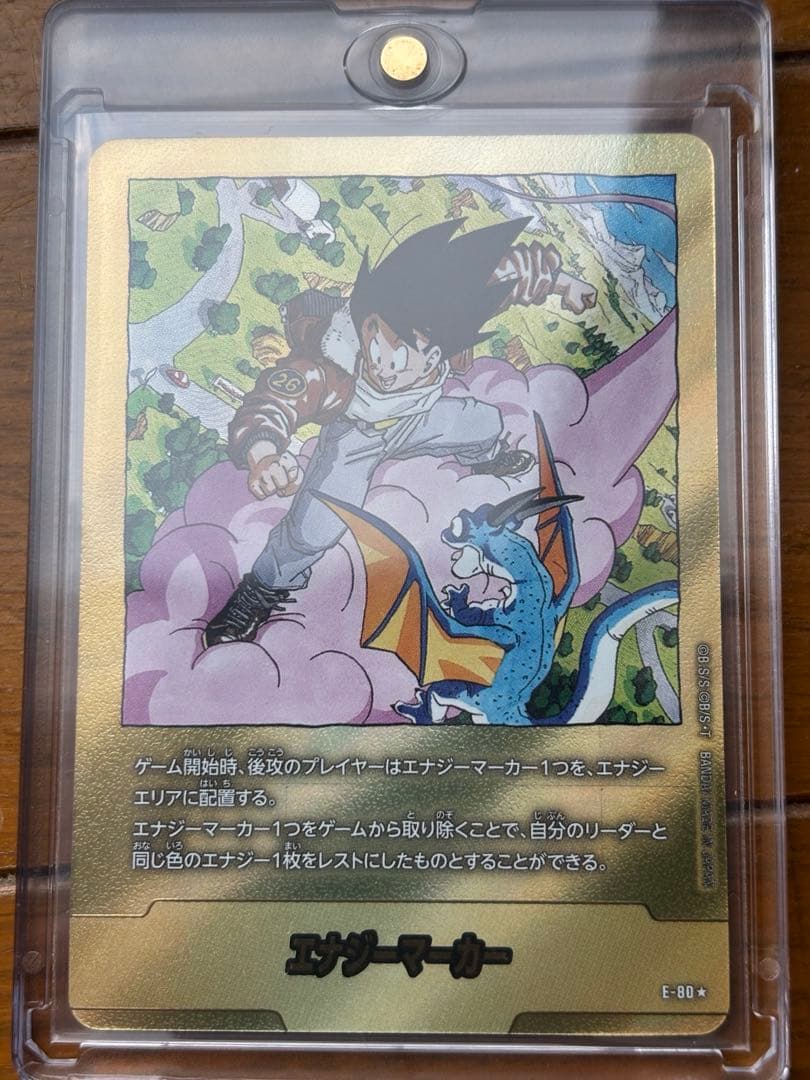 26
ゲーム開始時、後攻のプレイヤーはエナジーマーカー1つを、エナジー
エリアに配置する。
エナジーマーカー1つをゲームから取り除くことで、自分のリーダーと
同じ色のエナジー1枚をレストにしたものとすることができる。
©B・S/S ©B/S・T BANDAI MADE IN JAPAN
エナジーマーカー
E-80★